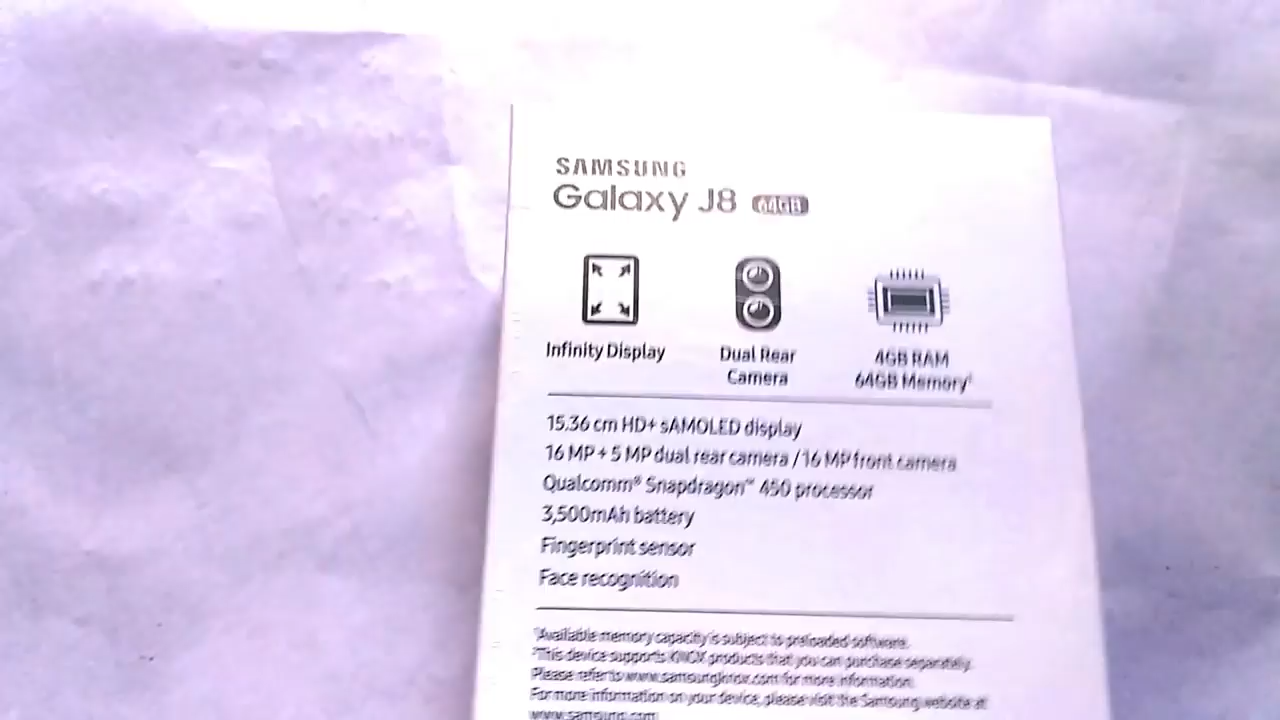 SAMSUNG
Galaxy J8 64GB
Infinity Display
Dual Rear
Camera
4GB RAM
64GB Memory¹
15.36 cm HD+ sAMOLED display
16 MP + 5 MP dual rear camera / 16 MP front camera
Qualcomm® Snapdragon™ 450 processor
3,500mAh battery
Fingerprint sensor
Face recognition
¹Available memory capacity is subject to preloaded software.
²This device supports KNOX products that you can purchase separately.
Please refer to www.samsungknox.com for more information.
For more information on your device, please visit the Samsung website at
www.samsung.com